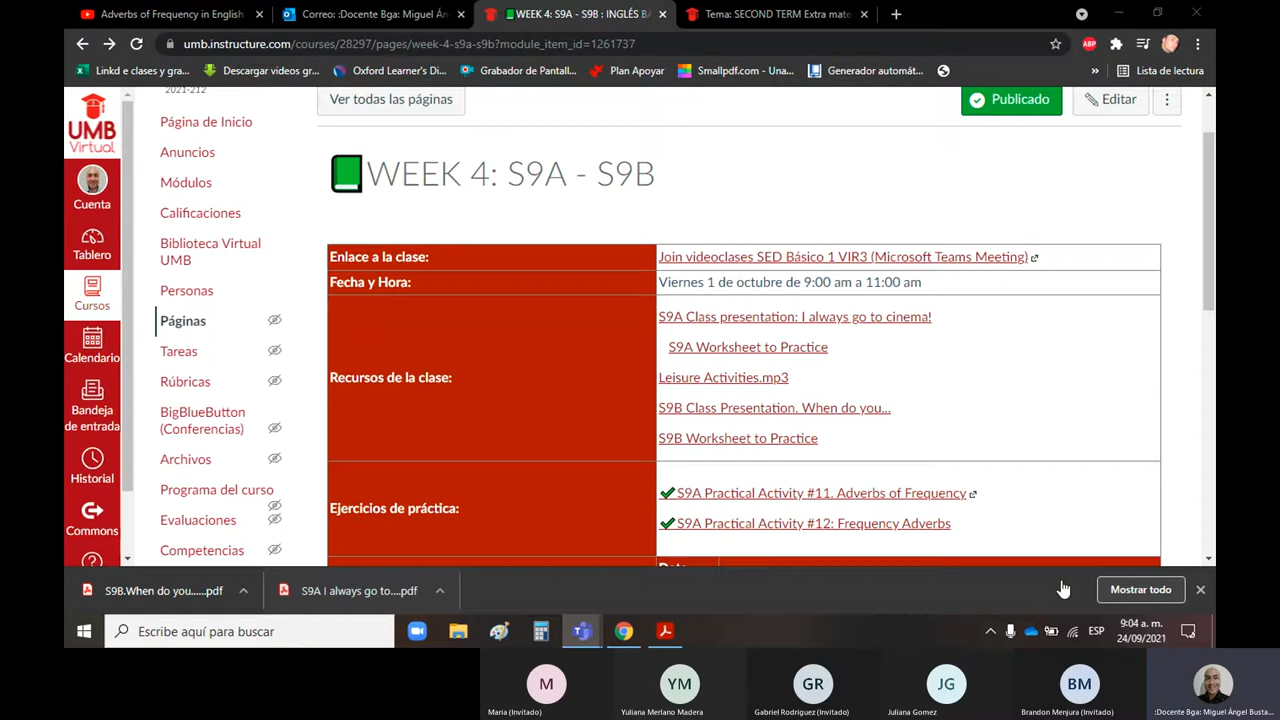 Adverbs of Frequency in English
Correo: :Docente Bga: Miguel Án
WEEK 4: S9A - S9B : INGLÉS BÁ
Tema: SECOND TERM Extra mate
umb.instructure.com/courses/28297/pages/week-4-s9a-s9b?module_item_id=1261737
ABP
Linkd e clases y gra...
Descargar videos gr...
Oxford Learner's Di...
Grabador de Pantall...
Plan Apoyar
Smallpdf.com - Una...
Generador automát...
»
Lista de lectura
2021-212
UMB
Virtual
Cuenta
Tablero
Cursos
Calendario
Bandeja
de entrada
Historial
Commons
Página de Inicio
Anuncios
Módulos
Calificaciones
Biblioteca Virtual
UMB
Personas
Páginas
Tareas
Rúbricas
BigBlueButton
(Conferencias)
Archivos
Programa del curso
Evaluaciones
Competencias
Ver todas las páginas
Publicado
Editar
WEEK 4: S9A - S9B
Enlace a la clase:
Join videoclases SED Básico 1 VIR3 (Microsoft Teams Meeting)
Fecha y Hora:
Viernes 1 de octubre de 9:00 am a 11:00 am
Recursos de la clase:
S9A Class presentation: I always go to cinema!
S9A Worksheet to Practice
Leisure Activities.mp3
S9B Class Presentation. When do you...
S9B Worksheet to Practice
Ejercicios de práctica:
S9A Practical Activity #11. Adverbs of Frequency
S9A Practical Activity #12: Frequency Adverbs
S9B.When do you......pdf
S9A I always go to....pdf
Mostrar todo
Escribe aquí para buscar
ESP
9:04 a. m.
24/09/2021
M
Maria (Invitado)
YM
Yuliana Merlano Madera
GR
Gabriel Rodriguez (Invitado)
JG
Juliana Gomez
BM
Brandon Menjura (Invitado)
:Docente Bga: Miguel Ángel Busta...